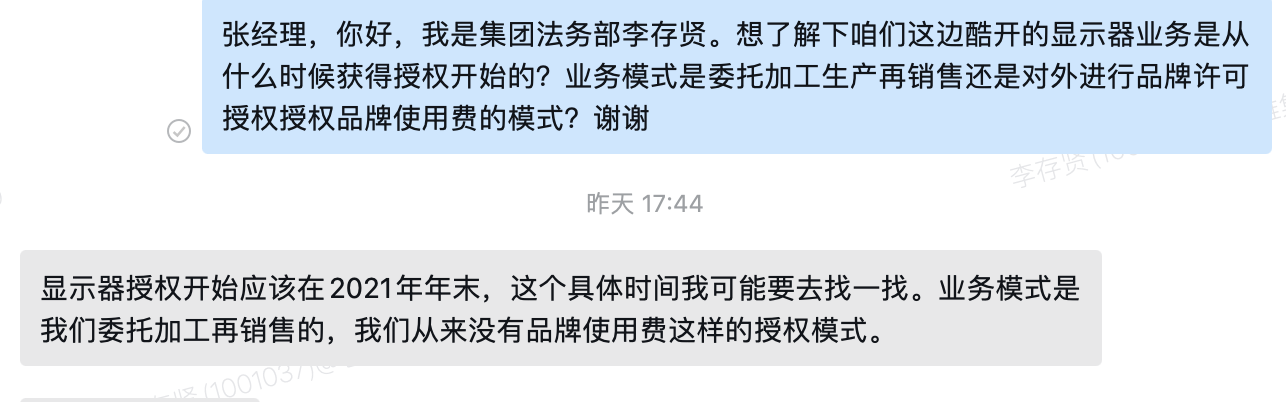 张经理，你好，我是集团法务部李存贤。想了解下咱们这边酷开的显示器业务是从
什么时候获得授权开始的？业务模式是委托加工生产再销售还是对外进行品牌许可
授权授权品牌使用费的模式？谢谢
李存贤(100
昨天 17:44
显示器授权开始应该在2021年年末，这个具体时间我可能要去找一找。业务模式是
我们委托加工再销售的，我们从来没有品牌使用费这样的授权模式。
存贤(1001037)@